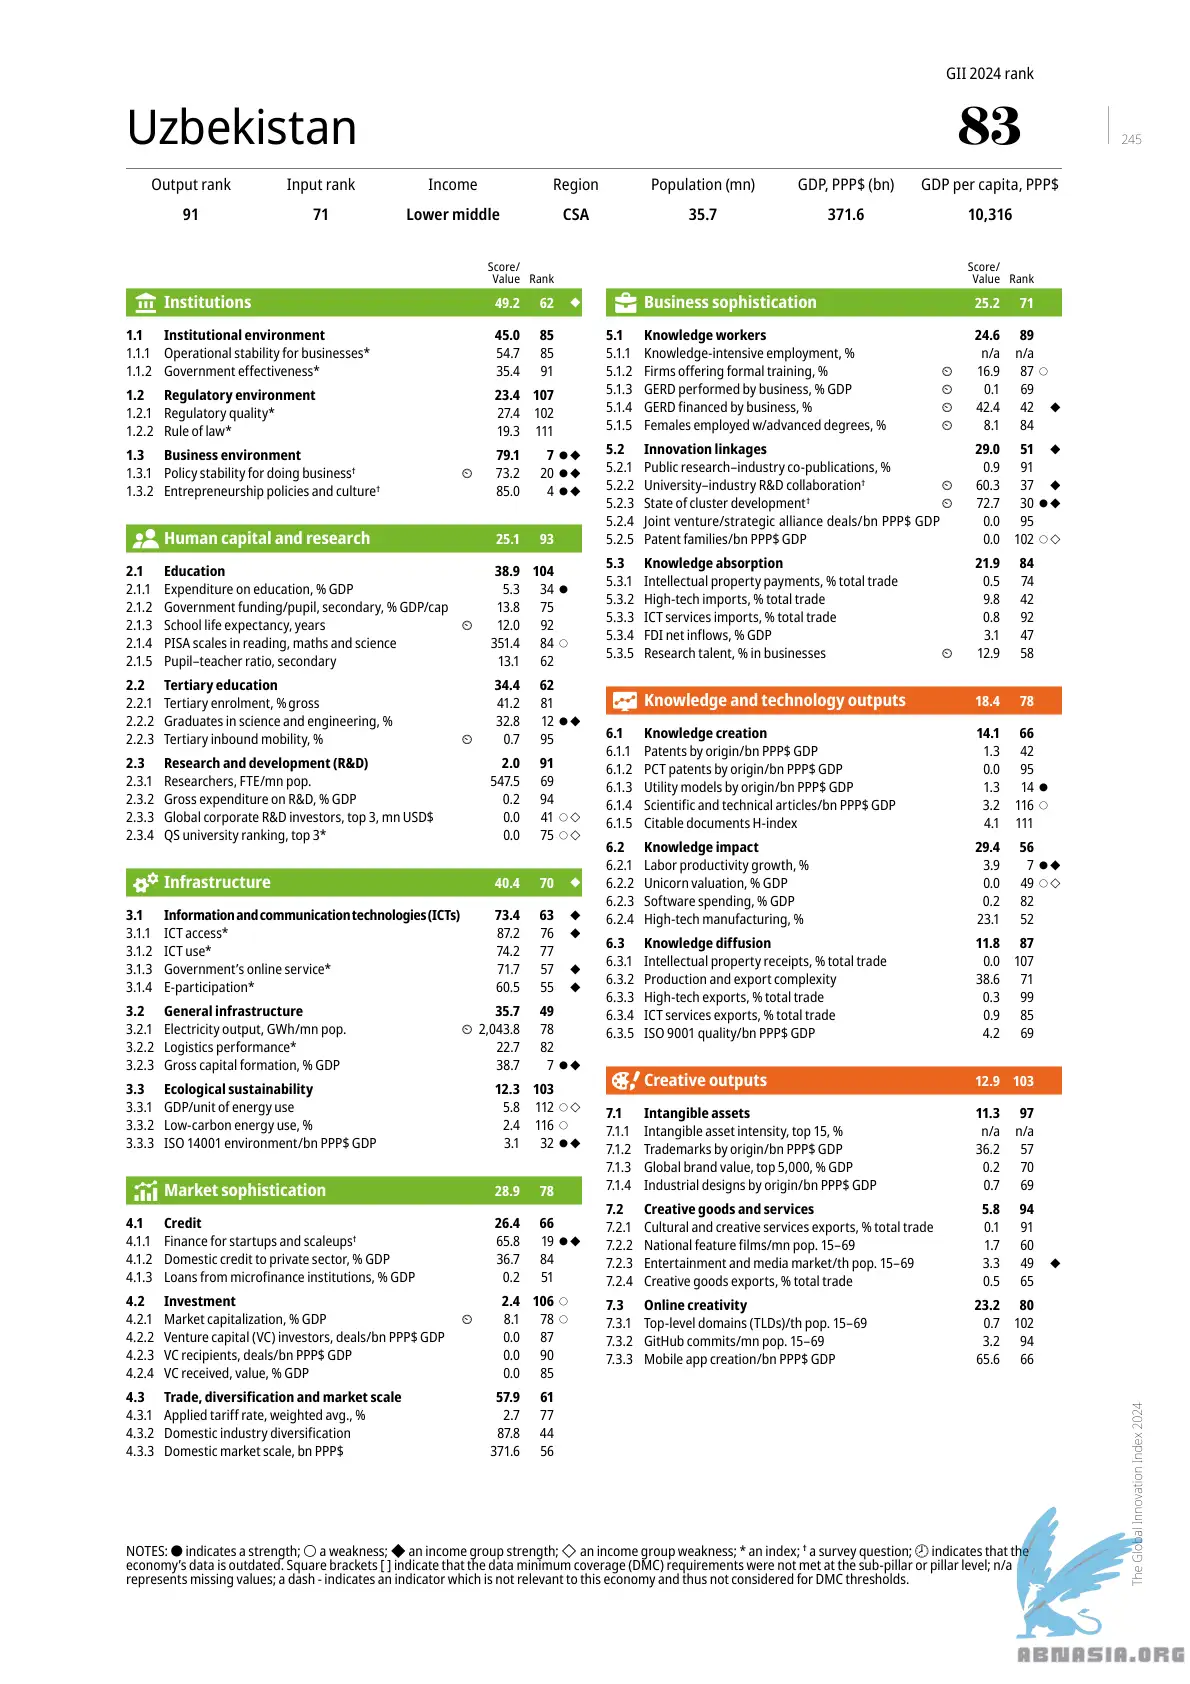 GII 2024 rank
Uzbekistan
83
245
Output rank Input rank Income Region Population (mn) GDP, PPP$ (bn) GDP per capita, PPP$
91 71 Lower middle CSA 35.7 371.6 10,316
Score/
Value Rank
Institutions 49.2 62 ◆
1.1 Institutional environment 45.0 85
1.1.1 Operational stability for businesses* 54.7 85
1.1.2 Government effectiveness* 35.4 91
1.2 Regulatory environment 23.4 107
1.2.1 Regulatory quality* 27.4 102
1.2.2 Rule of law* 19.3 111
1.3 Business environment 79.1 7 ●◆
1.3.1 Policy stability for doing business† 🕘 73.2 20 ●◆
1.3.2 Entrepreneurship policies and culture† 85.0 4 ●◆
Human capital and research 25.1 93
2.1 Education 38.9 104
2.1.1 Expenditure on education, % GDP 5.3 34 ●
2.1.2 Government funding/pupil, secondary, % GDP/cap 13.8 75
2.1.3 School life expectancy, years 🕘 12.0 92
2.1.4 PISA scales in reading, maths and science 351.4 84 ○
2.1.5 Pupil–teacher ratio, secondary 13.1 62
2.2 Tertiary education 34.4 62
2.2.1 Tertiary enrolment, % gross 41.2 81
2.2.2 Graduates in science and engineering, % 32.8 12 ●◆
2.2.3 Tertiary inbound mobility, % 🕘 0.7 95
2.3 Research and development (R&D) 2.0 91
2.3.1 Researchers, FTE/mn pop. 547.5 69
2.3.2 Gross expenditure on R&D, % GDP 0.2 94
2.3.3 Global corporate R&D investors, top 3, mn USD$ 0.0 41 ○◇
2.3.4 QS university ranking, top 3* 0.0 75 ○◇
Infrastructure 40.4 70 ◆
3.1 Information and communication technologies (ICTs) 73.4 63 ◆
3.1.1 ICT access* 87.2 76 ◆
3.1.2 ICT use* 74.2 77
3.1.3 Government's online service* 71.7 57 ◆
3.1.4 E-participation* 60.5 55 ◆
3.2 General infrastructure 35.7 49
3.2.1 Electricity output, GWh/mn pop. 🕘 2,043.8 78
3.2.2 Logistics performance* 22.7 82
3.2.3 Gross capital formation, % GDP 38.7 7 ●◆
3.3 Ecological sustainability 12.3 103
3.3.1 GDP/unit of energy use 5.8 112 ○◇
3.3.2 Low-carbon energy use, % 2.4 116 ○
3.3.3 ISO 14001 environment/bn PPP$ GDP 3.1 32 ●◆
Market sophistication 28.9 78
4.1 Credit 26.4 66
4.1.1 Finance for startups and scaleups† 65.8 19 ●◆
4.1.2 Domestic credit to private sector, % GDP 36.7 84
4.1.3 Loans from microfinance institutions, % GDP 0.2 51
4.2 Investment 2.4 106 ○
4.2.1 Market capitalization, % GDP 🕘 8.1 78 ○
4.2.2 Venture capital (VC) investors, deals/bn PPP$ GDP 0.0 87
4.2.3 VC recipients, deals/bn PPP$ GDP 0.0 90
4.2.4 VC received, value, % GDP 0.0 85
4.3 Trade, diversification and market scale 57.9 61
4.3.1 Applied tariff rate, weighted avg., % 2.7 77
4.3.2 Domestic industry diversification 87.8 44
4.3.3 Domestic market scale, bn PPP$ 371.6 56
Score/
Value Rank
Business sophistication 25.2 71
5.1 Knowledge workers 24.6 89
5.1.1 Knowledge-intensive employment, % n/a n/a
5.1.2 Firms offering formal training, % 🕘 16.9 87 ○
5.1.3 GERD performed by business, % GDP 🕘 0.1 69
5.1.4 GERD financed by business, % 🕘 42.4 42 ◆
5.1.5 Females employed w/advanced degrees, % 🕘 8.1 84
5.2 Innovation linkages 29.0 51 ◆
5.2.1 Public research–industry co-publications, % 0.9 91
5.2.2 University–industry R&D collaboration† 🕘 60.3 37 ◆
5.2.3 State of cluster development† 🕘 72.7 30 ●◆
5.2.4 Joint venture/strategic alliance deals/bn PPP$ GDP 0.0 95
5.2.5 Patent families/bn PPP$ GDP 0.0 102 ○◇
5.3 Knowledge absorption 21.9 84
5.3.1 Intellectual property payments, % total trade 0.5 74
5.3.2 High-tech imports, % total trade 9.8 42
5.3.3 ICT services imports, % total trade 0.8 92
5.3.4 FDI net inflows, % GDP 3.1 47
5.3.5 Research talent, % in businesses 🕘 12.9 58
Knowledge and technology outputs 18.4 78
6.1 Knowledge creation 14.1 66
6.1.1 Patents by origin/bn PPP$ GDP 1.3 42
6.1.2 PCT patents by origin/bn PPP$ GDP 0.0 95
6.1.3 Utility models by origin/bn PPP$ GDP 1.3 14 ●
6.1.4 Scientific and technical articles/bn PPP$ GDP 3.2 116 ○
6.1.5 Citable documents H-index 4.1 111
6.2 Knowledge impact 29.4 56
6.2.1 Labor productivity growth, % 3.9 7 ●◆
6.2.2 Unicorn valuation, % GDP 0.0 49 ○◇
6.2.3 Software spending, % GDP 0.2 82
6.2.4 High-tech manufacturing, % 23.1 52
6.3 Knowledge diffusion 11.8 87
6.3.1 Intellectual property receipts, % total trade 0.0 107
6.3.2 Production and export complexity 38.6 71
6.3.3 High-tech exports, % total trade 0.3 99
6.3.4 ICT services exports, % total trade 0.9 85
6.3.5 ISO 9001 quality/bn PPP$ GDP 4.2 69
Creative outputs 12.9 103
7.1 Intangible assets 11.3 97
7.1.1 Intangible asset intensity, top 15, % n/a n/a
7.1.2 Trademarks by origin/bn PPP$ GDP 36.2 57
7.1.3 Global brand value, top 5,000, % GDP 0.2 70
7.1.4 Industrial designs by origin/bn PPP$ GDP 0.7 69
7.2 Creative goods and services 5.8 94
7.2.1 Cultural and creative services exports, % total trade 0.1 91
7.2.2 National feature films/mn pop. 15–69 1.7 60
7.2.3 Entertainment and media market/th pop. 15–69 3.3 49 ◆
7.2.4 Creative goods exports, % total trade 0.5 65
7.3 Online creativity 23.2 80
7.3.1 Top-level domains (TLDs)/th pop. 15–69 0.7 102
7.3.2 GitHub commits/mn pop. 15–69 3.2 94
7.3.3 Mobile app creation/bn PPP$ GDP 65.6 66
The Global Innovation Index 2024
NOTES: ● indicates a strength; ○ a weakness; ◆ an income group strength; ◇ an income group weakness; * an index; † a survey question; 🕘 indicates that the
economy's data is outdated. Square brackets [ ] indicate that the data minimum coverage (DMC) requirements were not met at the sub-pillar or pillar level; n/a
represents missing values; a dash - indicates an indicator which is not relevant to this economy and thus not considered for DMC thresholds.
ABNASIA.ORG